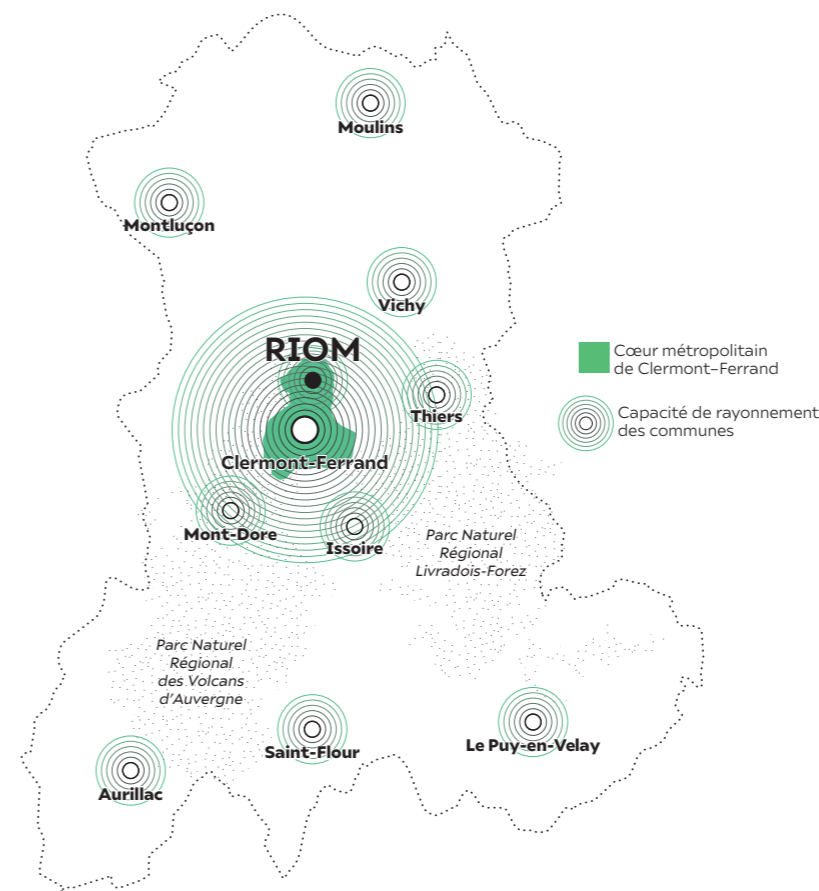 Moulins
Montluçon
Vichy
RIOM
Cœur métropolitain
de Clermont-Ferrand
Thiers
Capacité de rayonnement
des communes
Clermont-Ferrand
Mont-Dore
Issoire
Parc Naturel
Régional
Livradois-Forez
Parc Naturel
Régional
des Volcans
d'Auvergne
Saint-Flour
Le Puy-en-Velay
Aurillac